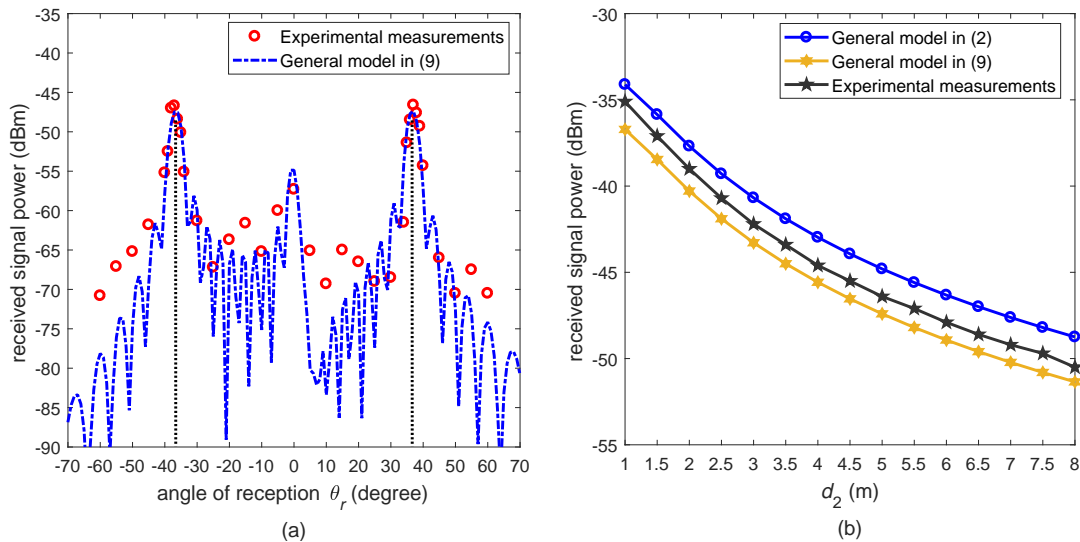 Experimental measurements
General model in (9)
-30
-35
-40
-45
-50
-55
-60
-65
-70
-75
-80
-85
-90
received signal power (dBm)
-70 -60 -50 -40 -30 -20 -10 0 10 20 30 40 50 60 70
angle of reception θr (degree)
(a)
General model in (2)
General model in (9)
Experimental measurements
-30
-35
-40
-45
-50
-55
received signal power (dBm)
1 1.5 2 2.5 3 3.5 4 4.5 5 5.5 6 6.5 7 7.5 8
d2 (m)
(b)